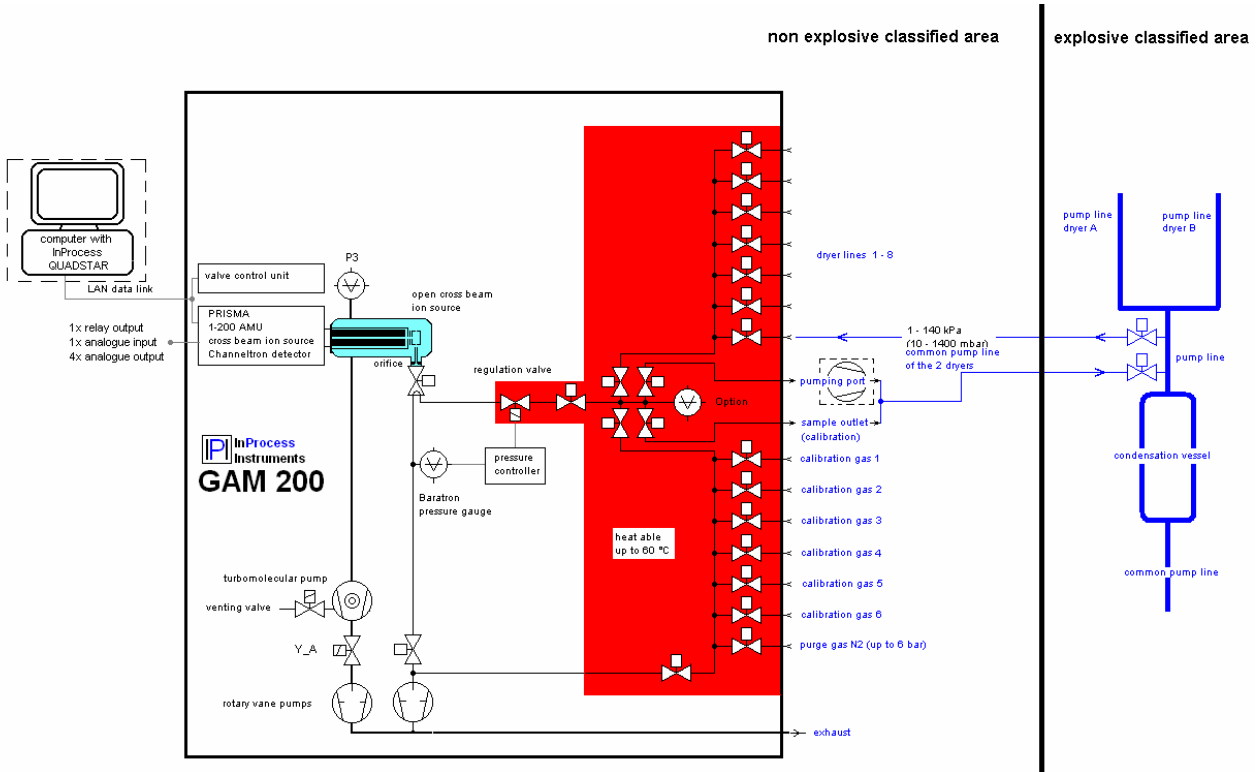 non explosive classified area
explosive classified area
computer with
InProcess
QUADSTAR
LAN data link
1x relay output
1x analogue input
4x analogue output
valve control unit
PRISMA
1-200 AMU
cross beam ion source
Channeltron detector
P3
open cross beam
ion source
orifice
regulation valve
pressure
controller
Baratron
pressure gauge
IPI InProcess
Instruments
GAM 200
turbomolecular pump
venting valve
Y_A
rotary vane pumps
heat able
up to 60 °C
Option
dryer lines 1 - 8
1 - 140 kPa
(10 - 1400 mbar)
common pump line
of the 2 dryers
pumping port
sample outlet
(calibration)
calibration gas 1
calibration gas 2
calibration gas 3
calibration gas 4
calibration gas 5
calibration gas 6
purge gas N2 (up to 6 bar)
exhaust
pump line
dryer A
pump line
dryer B
pump line
condensation vessel
common pump line